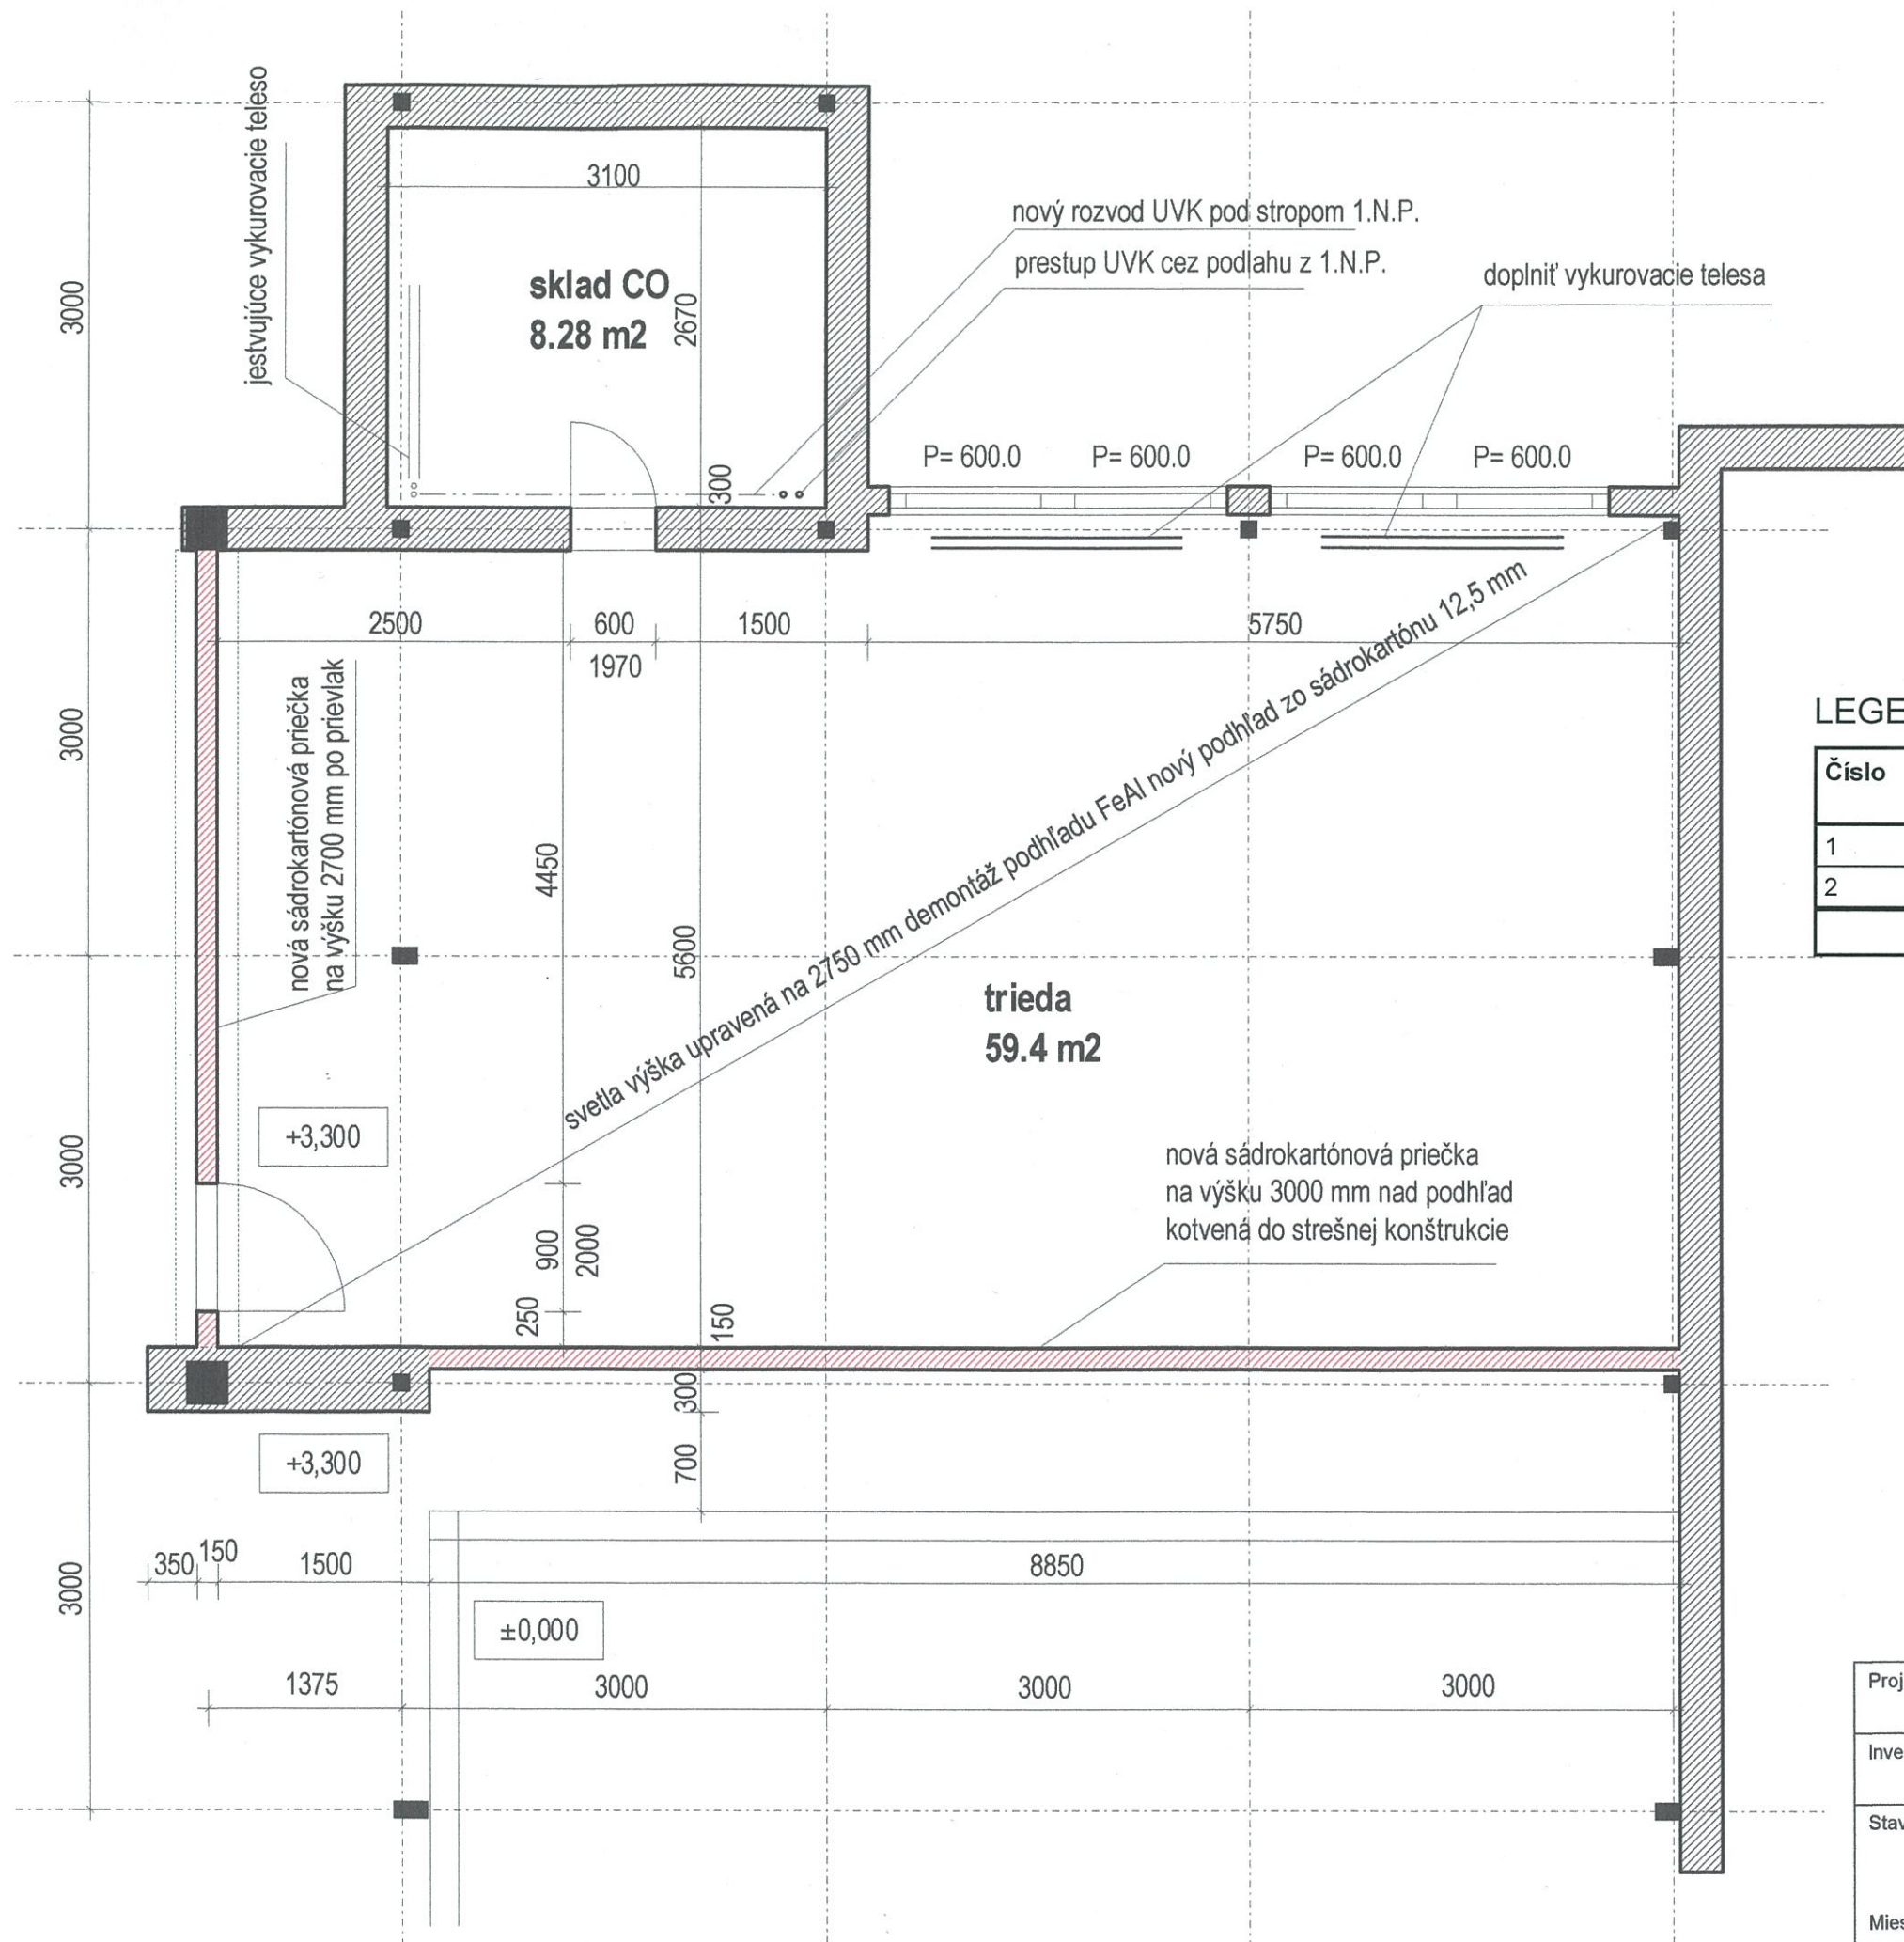 jestvujúce vykurovacie teleso
3100
sklad CO
8.28 m2
2670
300
nový rozvod UVK pod stropom 1.N.P.
prestup UVK cez podlahu z 1.N.P.
doplniť vykurovacie telesa
P= 600.0
P= 600.0
P= 600.0
P= 600.0
3000
3000
3000
3000
2500
600
1970
1500
5750
nová sádrokartónová priečka
na výšku 2700 mm po prievlak
4450
5600
svetla výška upravená na 2750 mm demontáž podhľadu FeAl nový podhľad zo sádrokartónu 12,5 mm
trieda
59.4 m2
+3,300
900
2000
250
150
nová sádrokartónová priečka
na výšku 3000 mm nad podhľad
kotvená do strešnej konštrukcie
300
700
+3,300
350
150
1500
8850
±0,000
1375
3000
3000
3000
LEGE
Číslo
1
2
Proj
Inve
Stav
Mies